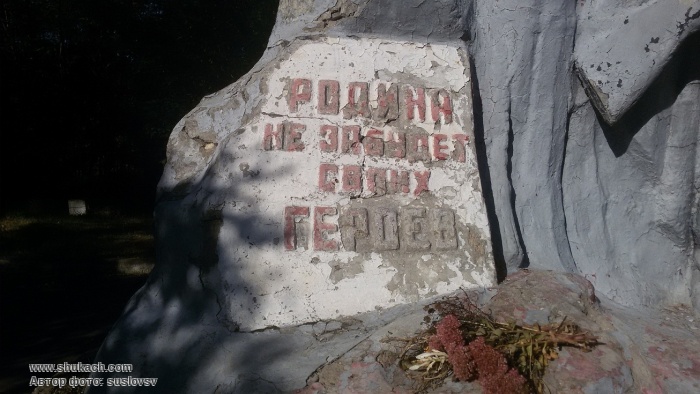 РОДИНА
НЕ ЗАБУДЕТ
СВОИХ
ГЕРОЕВ
www.shukach.com
Автор фото: suslovsv